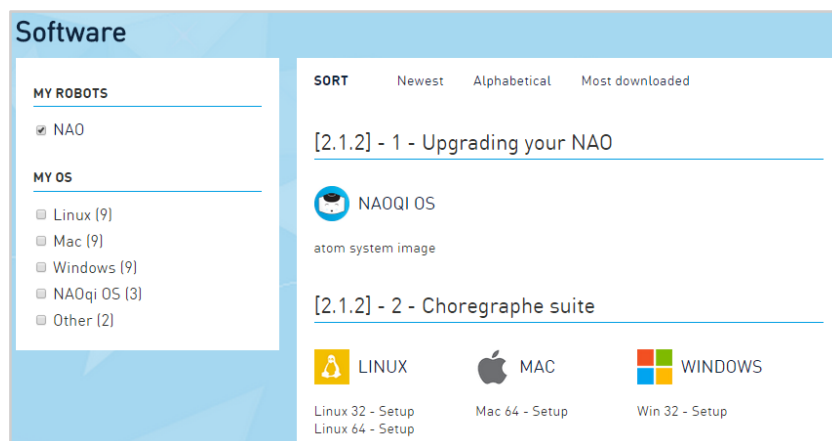 Software
MY ROBOTS
NAO
MY OS
Linux (9)
Mac (9)
Windows (9)
NAOqi OS (3)
Other (2)
SORT Newest Alphabetical Most downloaded
[2.1.2] - 1 - Upgrading your NAO
NAOQI OS
atom system image
[2.1.2] - 2 - Choregraphe suite
LINUX MAC WINDOWS
Linux 32 - Setup Mac 64 - Setup Win 32 - Setup
Linux 64 - Setup